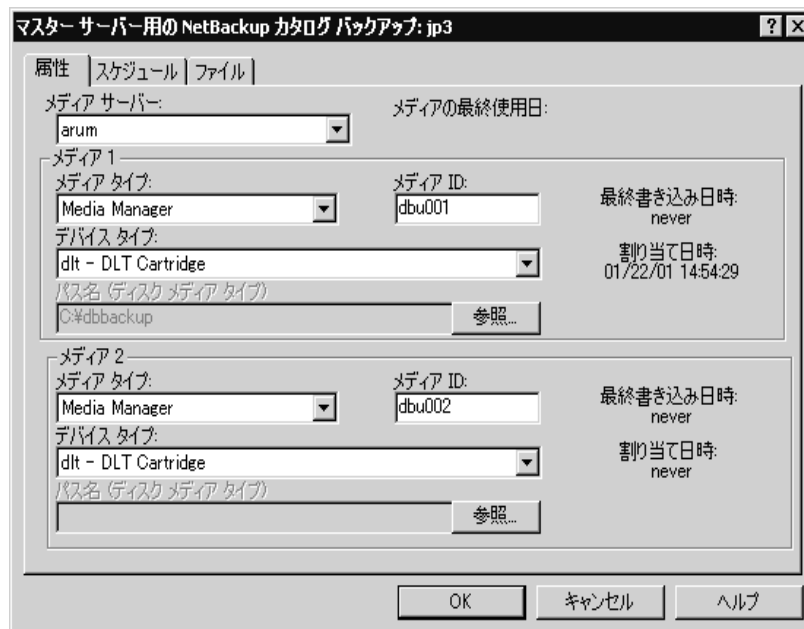 マスター サーバー用の NetBackup カタログ バックアップ: jp3
属性 スケジュール ファイル
メディア サーバー:
arum
メディアの最終使用日:
メディア 1
メディア タイプ:
Media Manager
メディア ID:
dbu001
最終書き込み日時:
never
デバイス タイプ:
dlt - DLT Cartridge
割り当て日時:
01/22/01 14:54:29
パス名 (ディスク メディア タイプ)
C:¥dbbackup
参照...
メディア 2
メディア タイプ:
Media Manager
メディア ID:
dbu002
最終書き込み日時:
never
デバイス タイプ:
dlt - DLT Cartridge
割り当て日時:
never
パス名 (ディスク メディア タイプ)
参照...
OK キャンセル ヘルプ